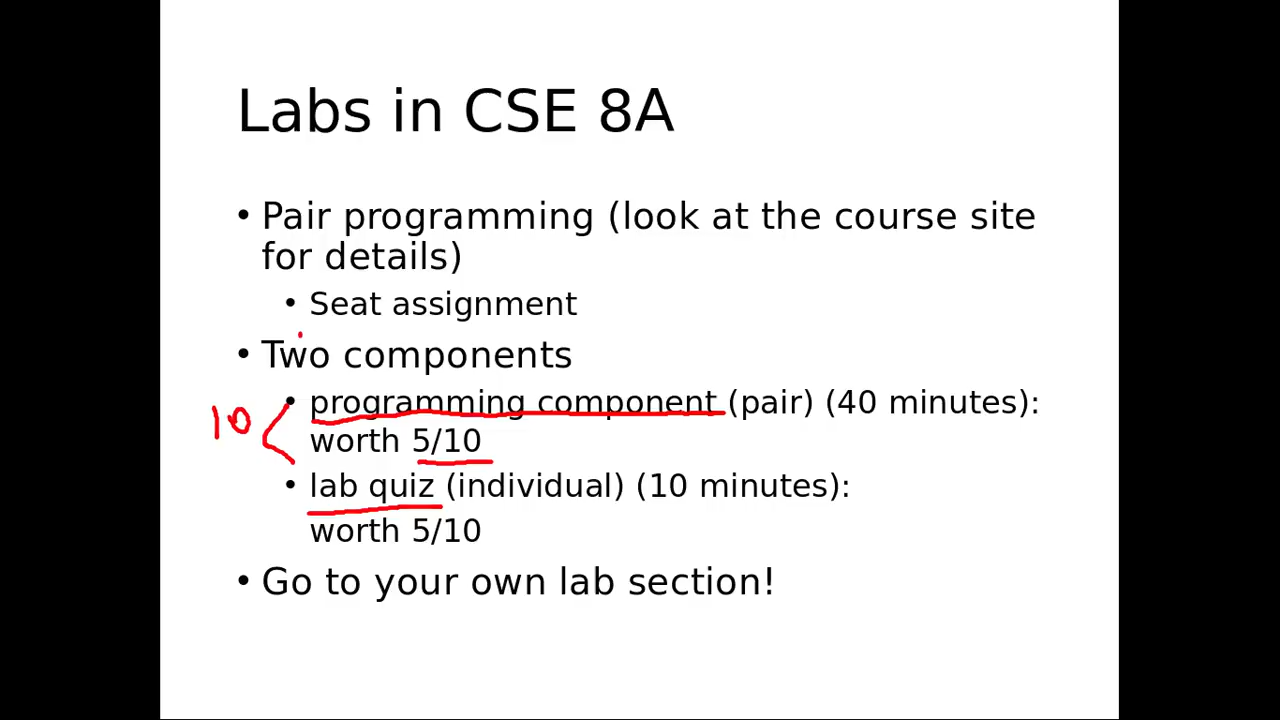 Labs in CSE 8A
• Pair programming (look at the course site
for details)
• Seat assignment
• Two components
10
• programming component (pair) (40 minutes):
worth 5/10
• lab quiz (individual) (10 minutes):
worth 5/10
• Go to your own lab section!